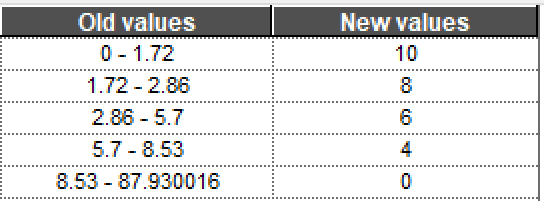 Old values New values
0 - 1.72 10
1.72 - 2.86 8
2.86 - 5.7 6
5.7 - 8.53 4
8.53 - 87.930016 0